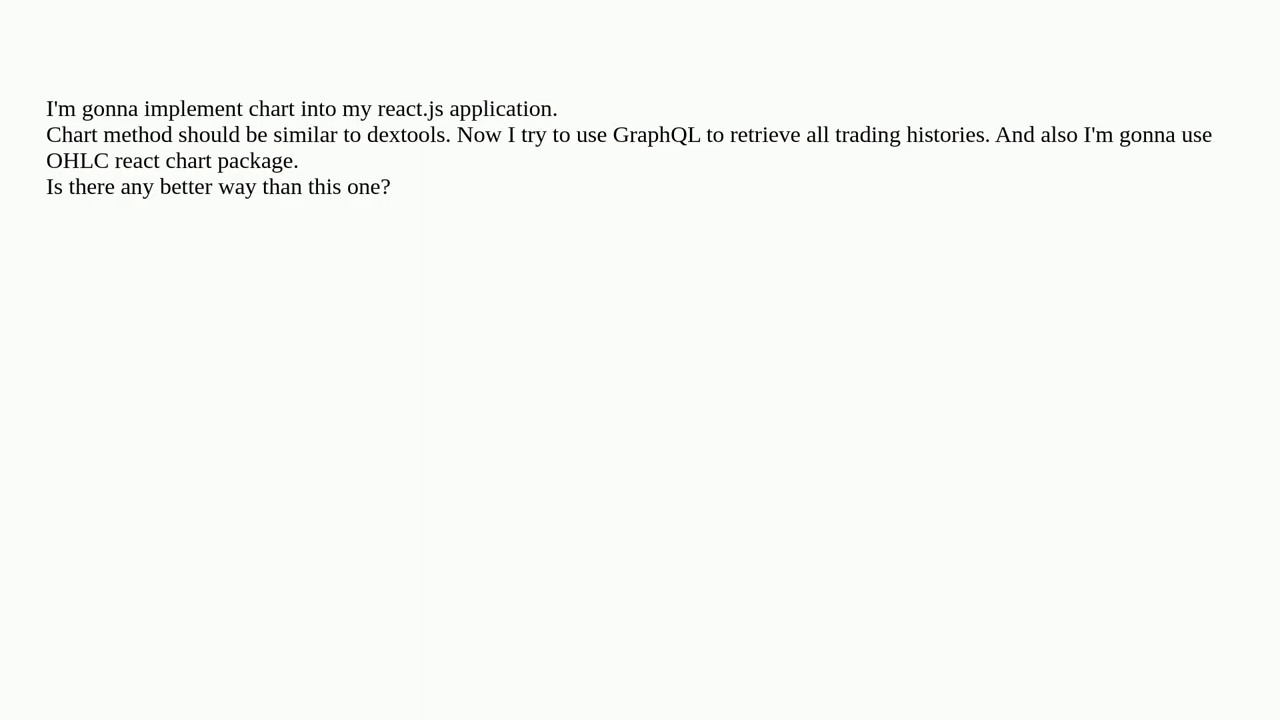 I'm gonna implement chart into my react.js application.
Chart method should be similar to dextools. Now I try to use GraphQL to retrieve all trading histories. And also I'm gonna use
OHLC react chart package.
Is there any better way than this one?